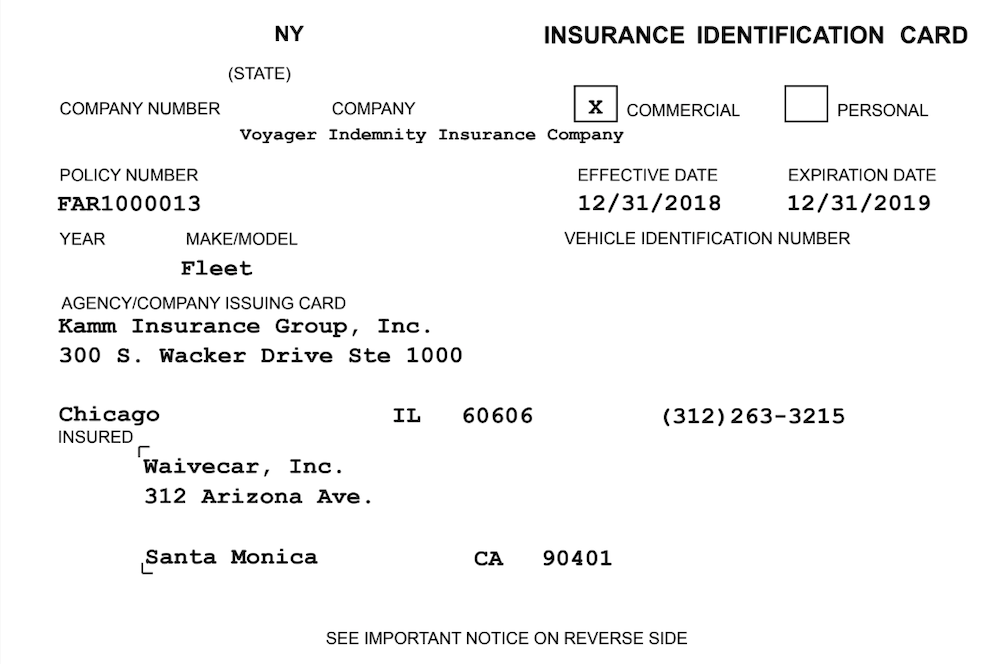 NY INSURANCE IDENTIFICATION CARD
(STATE)
COMPANY NUMBER COMPANY X COMMERCIAL PERSONAL
Voyager Indemnity Insurance Company
POLICY NUMBER EFFECTIVE DATE EXPIRATION DATE
FAR1000013 12/31/2018 12/31/2019
YEAR MAKE/MODEL VEHICLE IDENTIFICATION NUMBER
Fleet
AGENCY/COMPANY ISSUING CARD
Kamm Insurance Group, Inc.
300 S. Wacker Drive Ste 1000
Chicago IL 60606 (312)263-3215
INSURED
Waivecar, Inc.
312 Arizona Ave.
Santa Monica CA 90401
SEE IMPORTANT NOTICE ON REVERSE SIDE